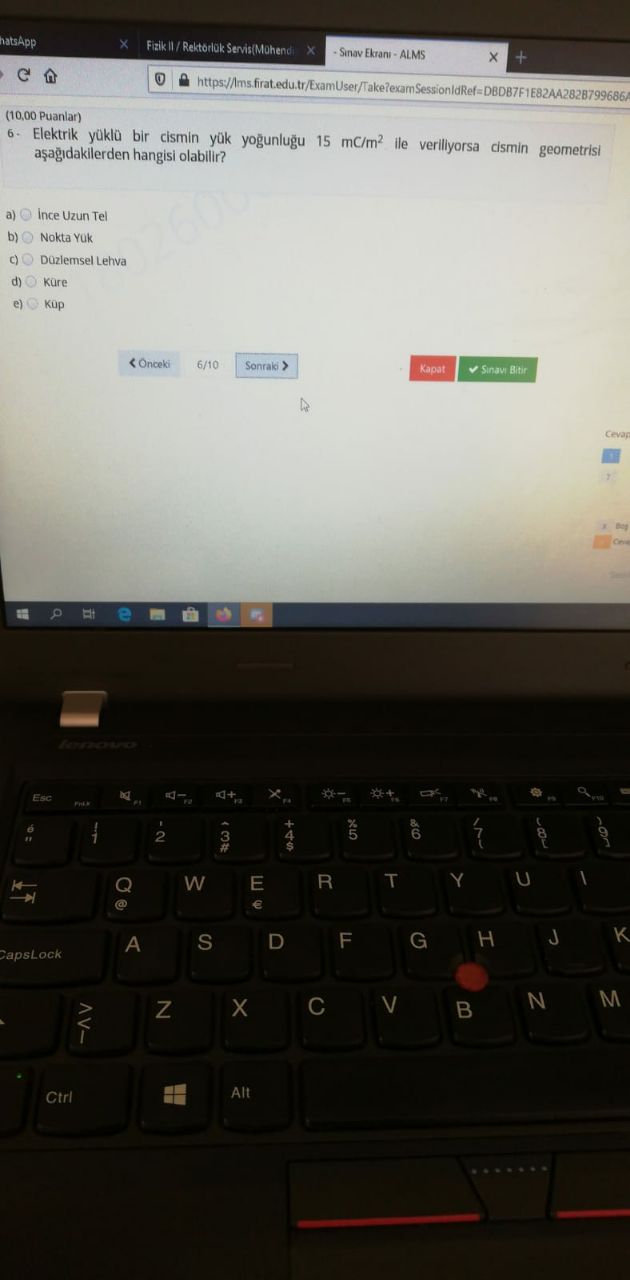 hatsApp
Fizik II / Rektörlük Servis(Mühendi
- Sınav Ekranı - ALMS
https://lms.firat.edu.tr/ExamUser/Take?examSessionIdRef=DBDB7F1E82AA282B799686A
(10,00 Puanlar)
6- Elektrik yüklü bir cismin yük yoğunluğu 15 mC/m² ile veriliyorsa cismin geometrisi
aşağıdakilerden hangisi olabilir?
a) İnce Uzun Tel
b) Nokta Yük
c) Düzlemsel Lehva
d) Küre
e) Küp
Önceki 6/10 Sonraki Kapat Sınavı Bitir
Cevap
1
7
Boş
Ceva
lenovo
Esc FnLk F1 F2 F3 F4 F5 F6 F7 F8 F9 F10
é " ! 1 ' 2 ^ 3 # + 4 $ % 5 & 6 / 7 { ( 8 [ ) 9 ]
Q @ W E € R T Y U I
CapsLock A S D F G H J K
> < | Z X C V B N M
Ctrl Alt